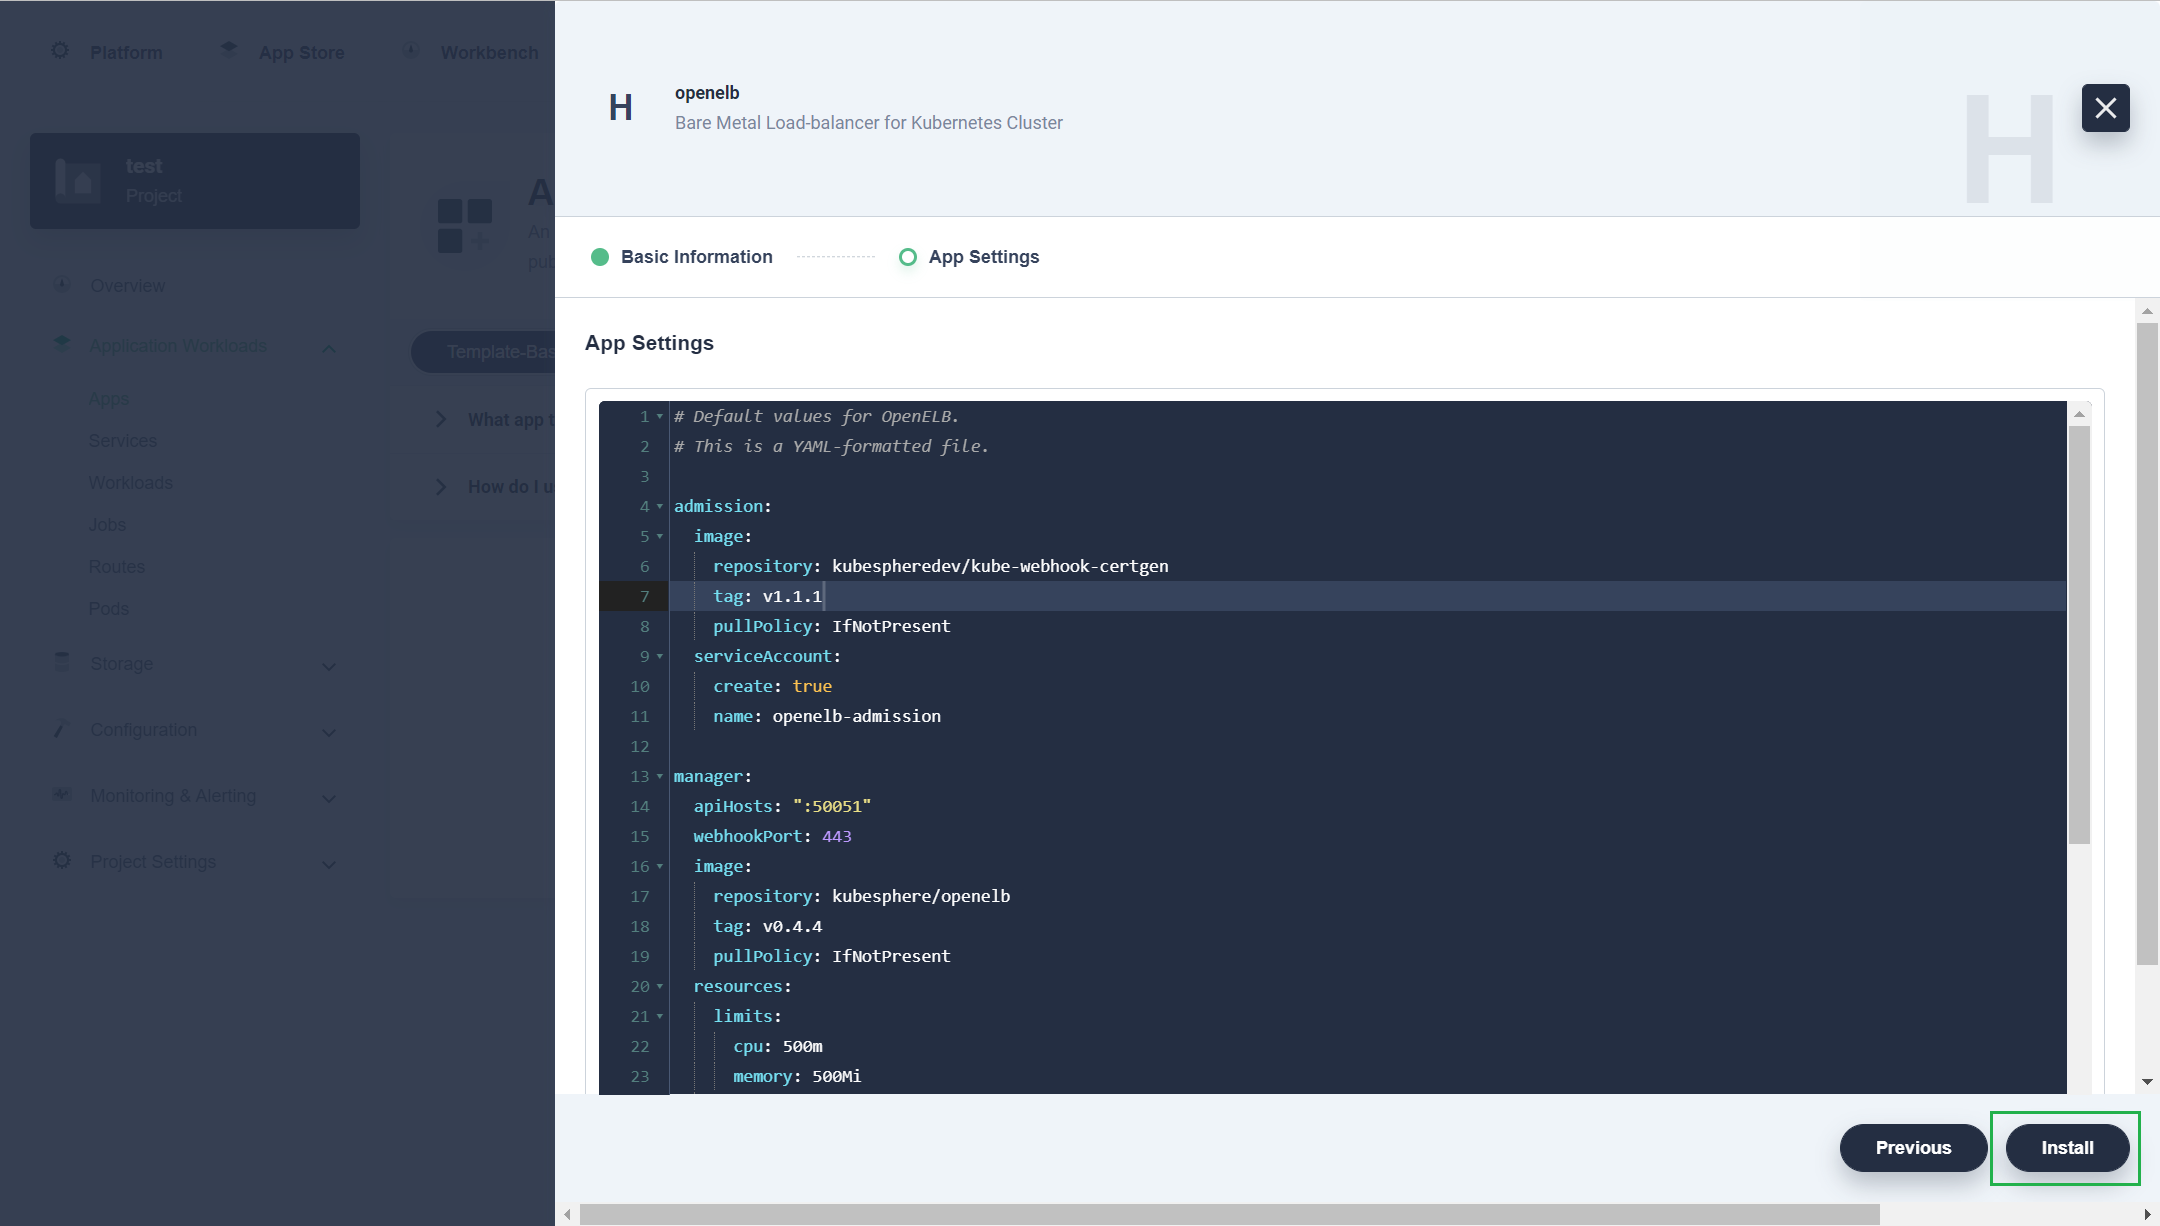 Platform
App Store
Workbench
test
Project
Overview
Application Workloads
Apps
Services
Workloads
Jobs
Routes
Pods
Storage
Configuration
Monitoring & Alerting
Project Settings
A
An
pub
Template-Bas
What app t
How do I u
H
openelb
Bare Metal Load-balancer for Kubernetes Cluster
H
Basic Information
App Settings
App Settings
1 # Default values for OpenELB.
2 # This is a YAML-formatted file.
3
4 admission:
5 image:
6 repository: kubespheredev/kube-webhook-certgen
7 tag: v1.1.1
8 pullPolicy: IfNotPresent
9 serviceAccount:
10 create: true
11 name: openelb-admission
12
13 manager:
14 apiHosts: ":50051"
15 webhookPort: 443
16 image:
17 repository: kubesphere/openelb
18 tag: v0.4.4
19 pullPolicy: IfNotPresent
20 resources:
21 limits:
22 cpu: 500m
23 memory: 500Mi
Previous
Install